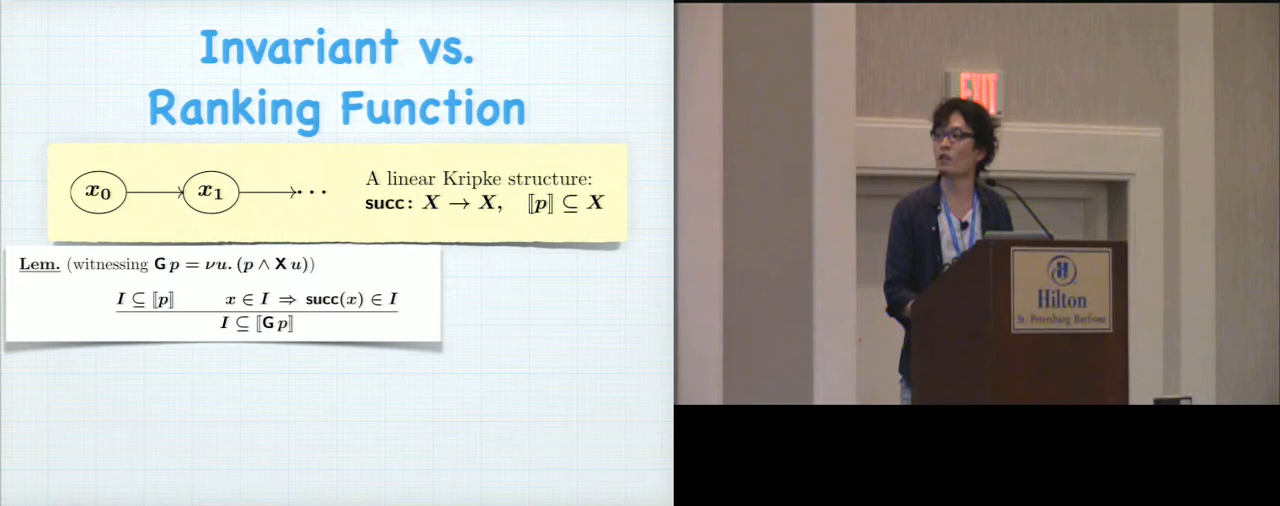 Invariant vs.
Ranking Function
x₀ x₁ ...
A linear Kripke structure:
succ: X → X, ⟦p⟧ ⊆ X
Lem. (witnessing G p = νu. (p ∧ X u))
I ⊆ ⟦p⟧ x ∈ I ⇒ succ(x) ∈ I
I ⊆ ⟦G p⟧
EXIT
Hilton
St. Petersburg Bayfront